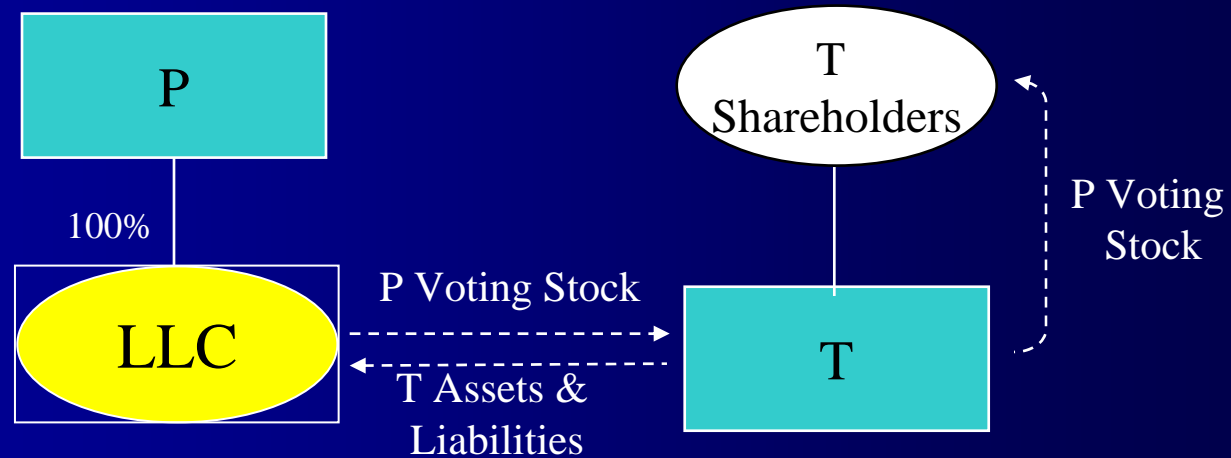 P
T
Shareholders
100%
P Voting
Stock
P Voting Stock
LLC
T Assets &
Liabilities
T